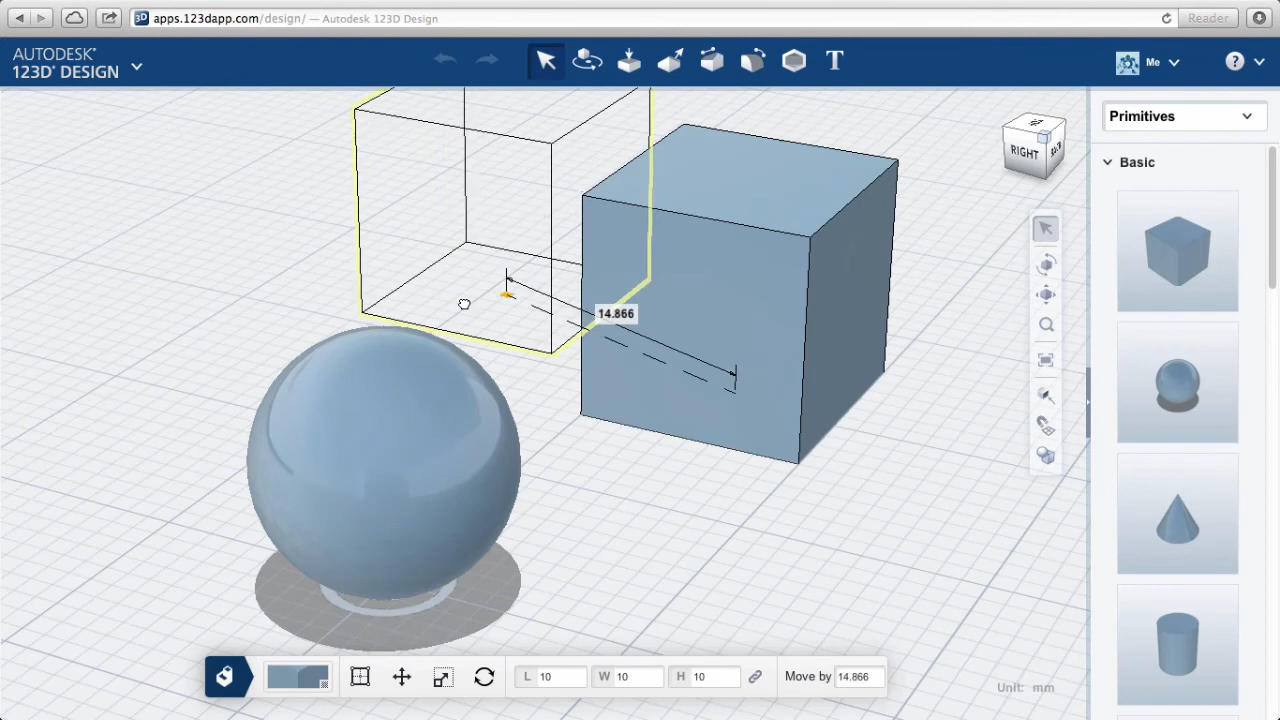 apps.123dapp.com/design/ — Autodesk 123D Design
Reader
AUTODESK®
123D® DESIGN
T
Me
?
Primitives
Basic
RIGHT
14.866
L 10
W 10
H 10
Move by 14.866
Unit: mm